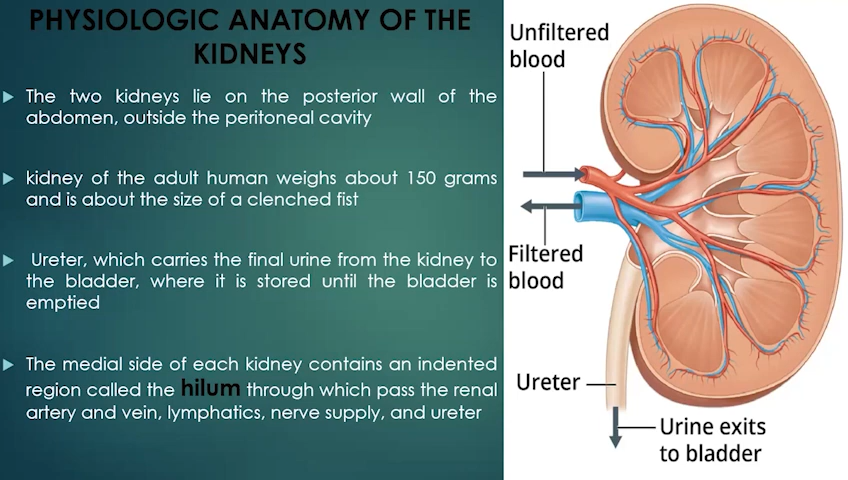 PHYSIOLOGIC ANATOMY OF THE
KIDNEYS
The two kidneys lie on the posterior wall of the
abdomen, outside the peritoneal cavity
kidney of the adult human weighs about 150 grams
and is about the size of a clenched fist
Ureter, which carries the final urine from the kidney to
the bladder, where it is stored until the bladder is
emptied
The medial side of each kidney contains an indented
region called the hilum through which pass the renal
artery and vein, lymphatics, nerve supply, and ureter
Unfiltered
blood
Filtered
blood
Ureter
Urine exits
to bladder